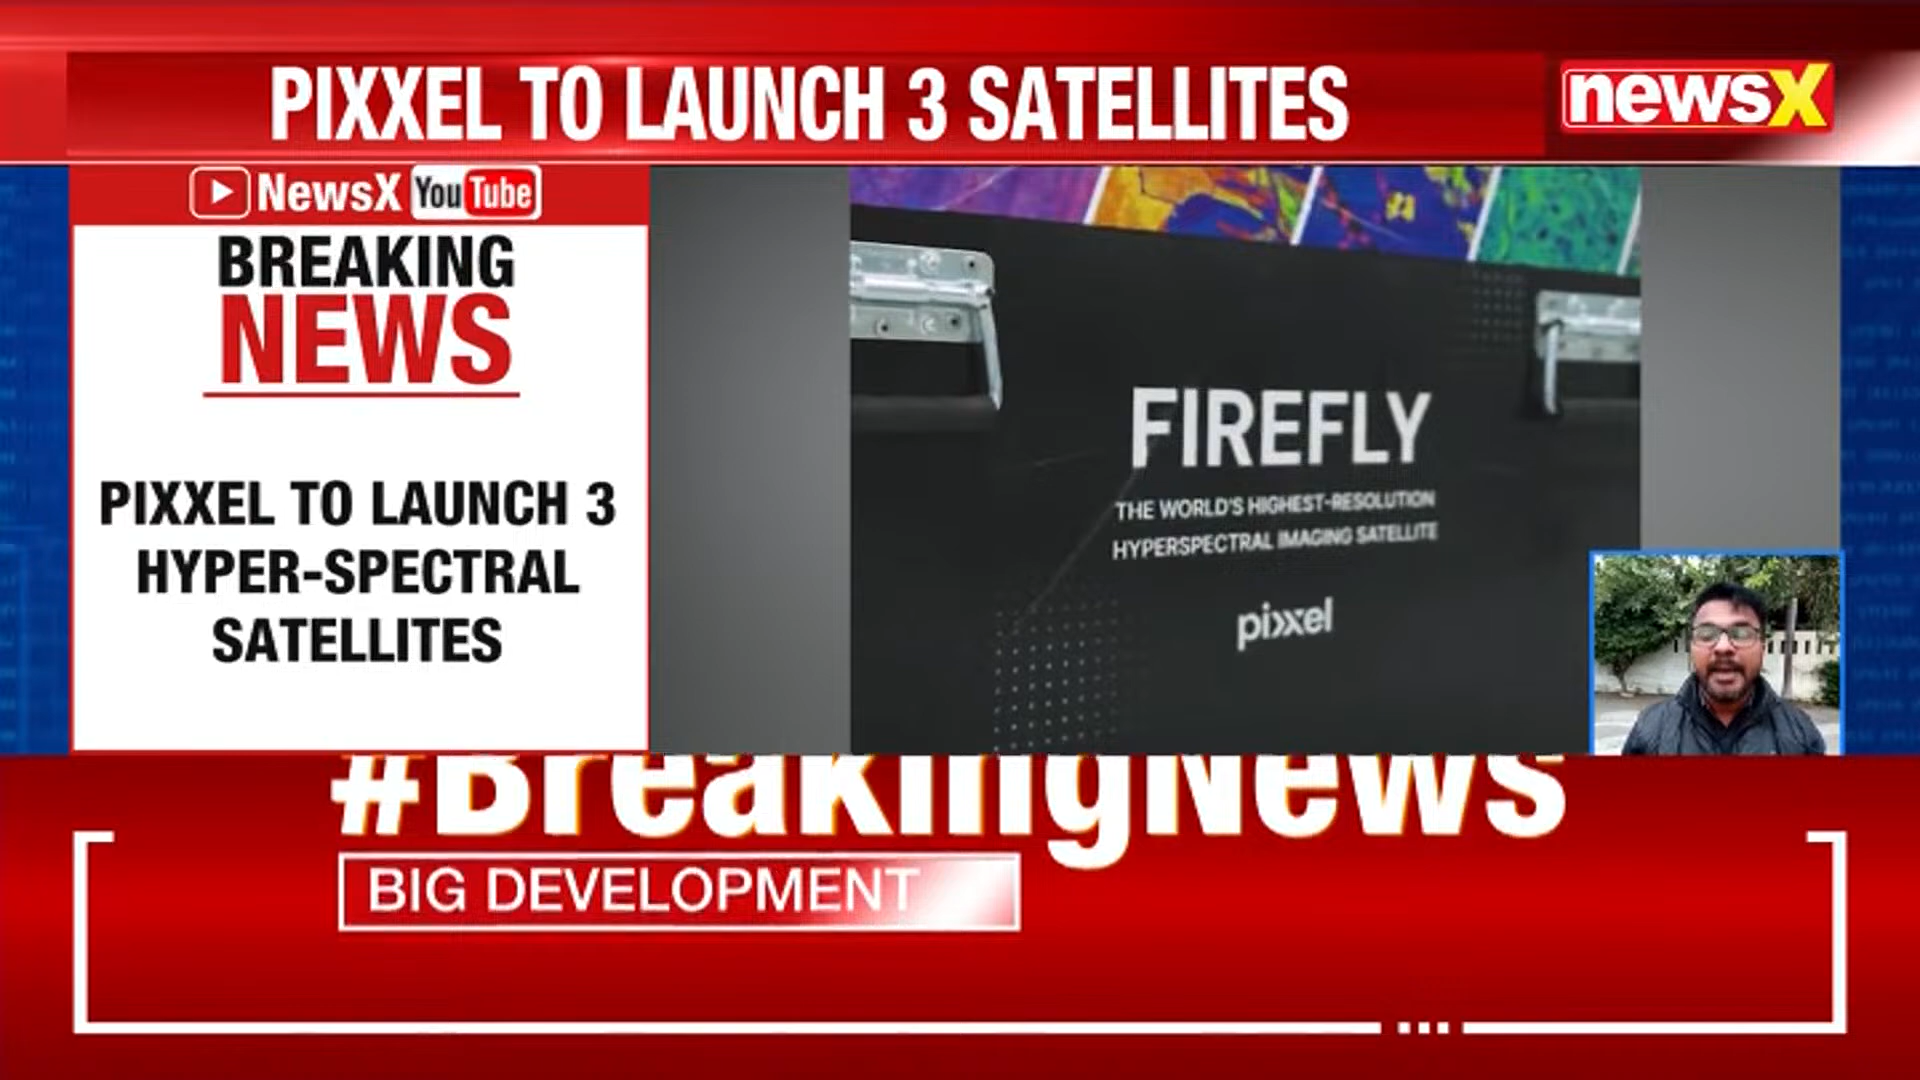 PIXXEL TO LAUNCH 3 SATELLITES
newsX
NewsX YouTube
BREAKING
NEWS
PIXXEL TO LAUNCH 3
HYPER-SPECTRAL
SATELLITES
FIREFLY
THE WORLD'S HIGHEST-RESOLUTION
HYPERSPECTRAL IMAGING SATELLITE
pixxel
#BreakingNews
BIG DEVELOPMENT